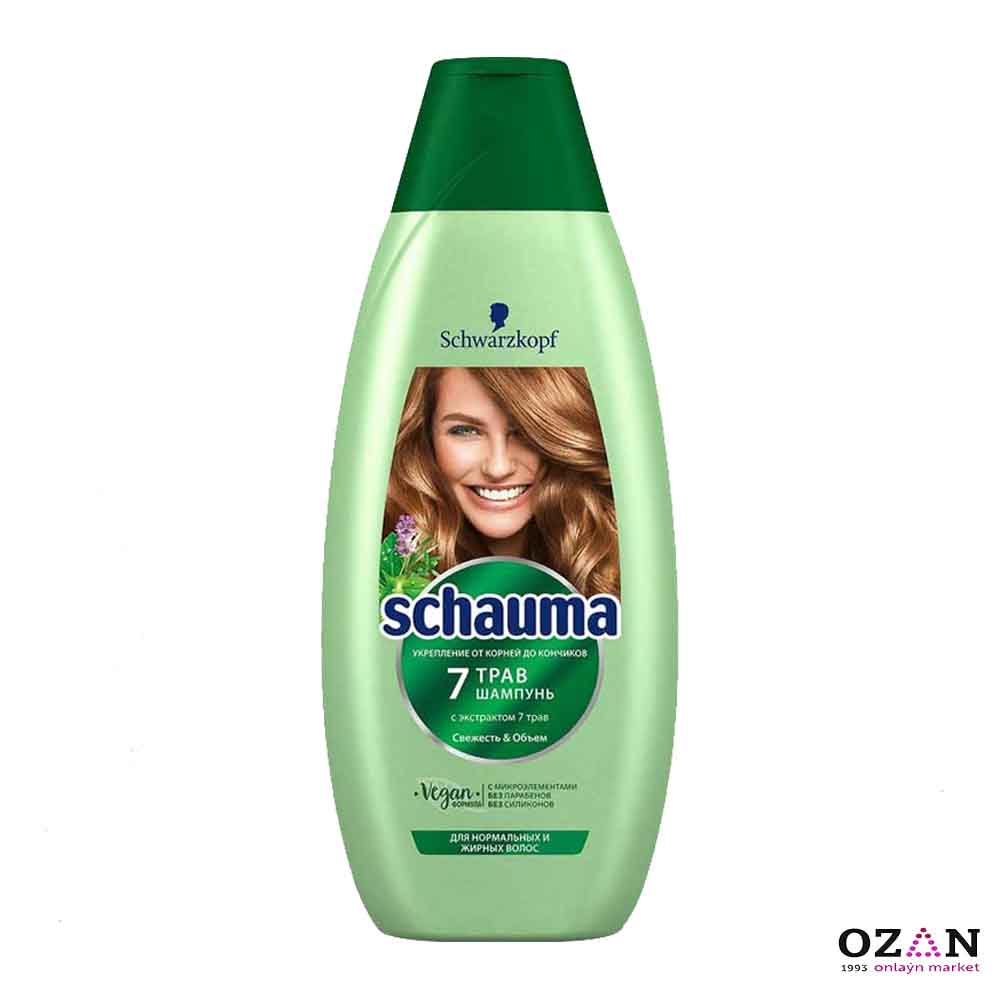 Schwarzkopf
schauma
УКРЕПЛЕНИЕ ОТ КОРНЕЙ ДО КОНЧИКОВ
7 ТРАВ
ШАМПУНЬ
с экстрактом 7 трав
Свежесть & Объем
Vegan
ФОРМУЛА
С МИКРОЭЛЕМЕНТАМИ
БЕЗ ПАРАБЕНОВ
БЕЗ СИЛИКОНОВ
ДЛЯ НОРМАЛЬНЫХ И
ЖИРНЫХ ВОЛОС
OZAN
1993 onlaýn market